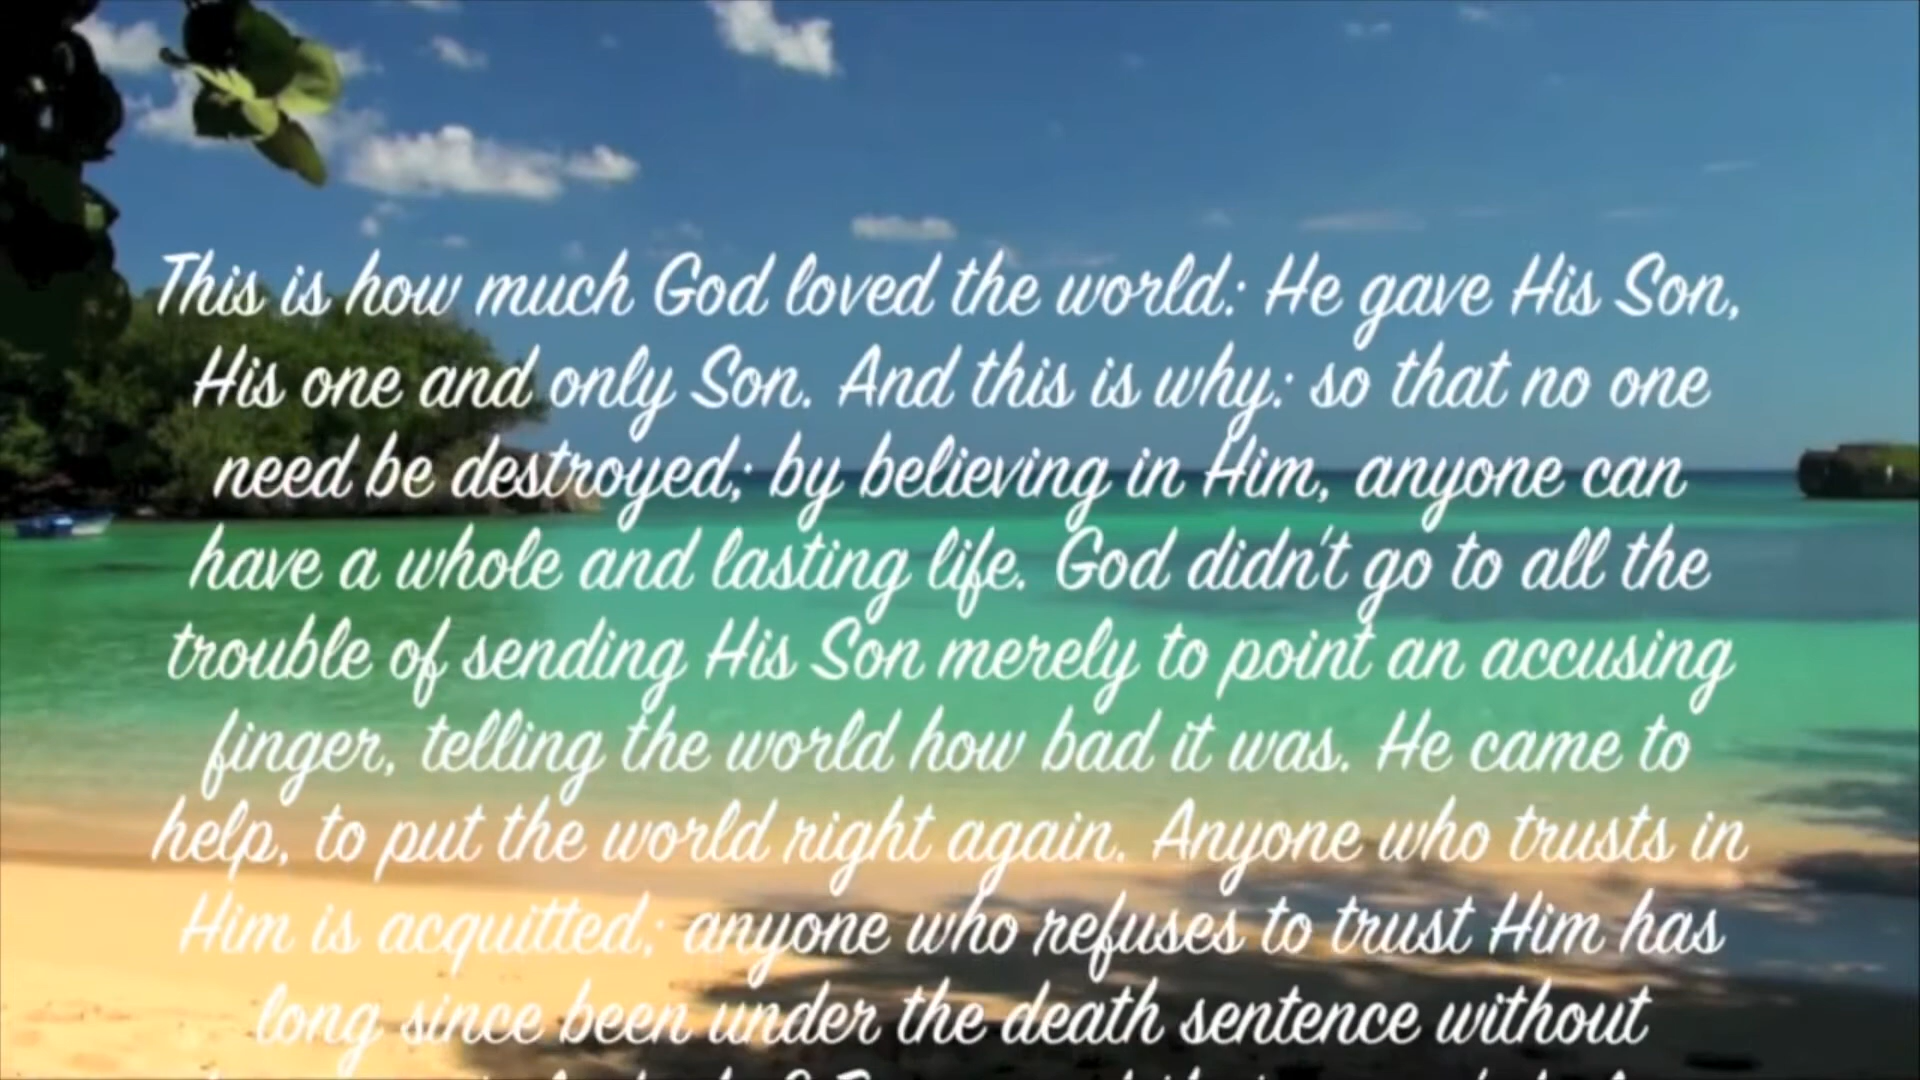 This is how much God loved the world: He gave His Son,
His one and only Son. And this is why: so that no one
need be destroyed; by believing in Him, anyone can
have a whole and lasting life. God didn't go to all the
trouble of sending His Son merely to point an accusing
finger, telling the world how bad it was. He came to
help, to put the world right again. Anyone who trusts in
Him is acquitted; anyone who refuses to trust Him has
long since been under the death sentence without